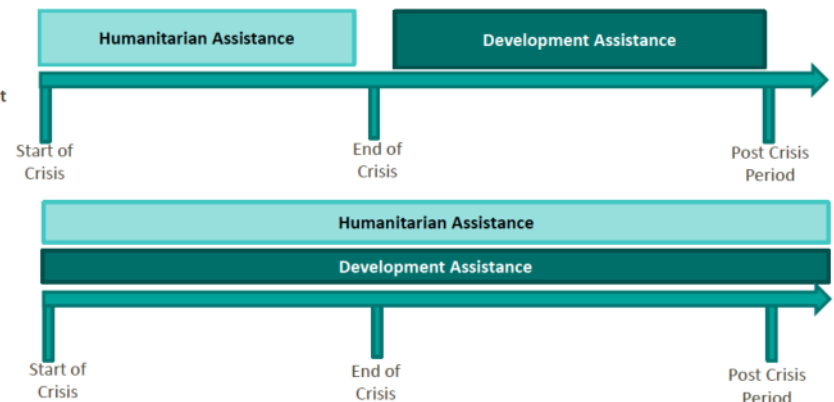 Humanitarian Assistance
Development Assistance
t
Start of
Crisis
End of
Crisis
Post Crisis
Period
Humanitarian Assistance
Development Assistance
Start of
Crisis
End of
Crisis
Post Crisis
Period